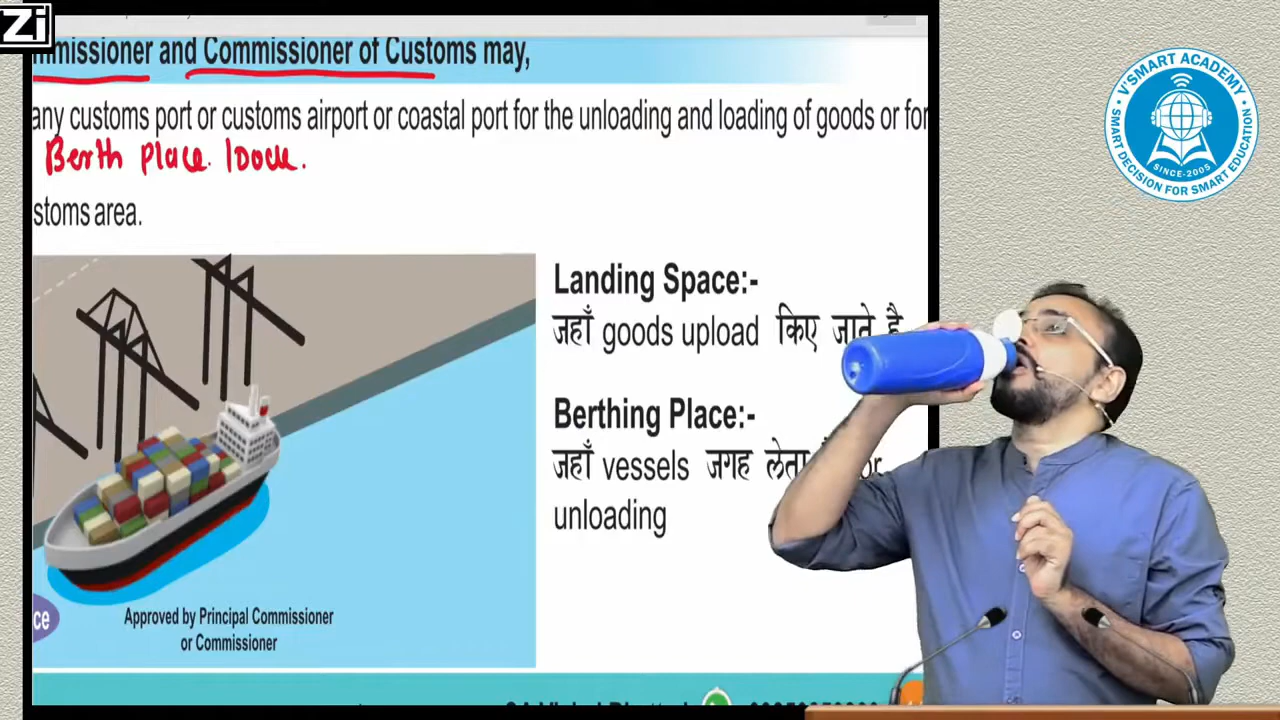 Zi
mmissioner and Commissioner of Customs may,
any customs port or customs airport or coastal port for the unloading and loading of goods or for
Berth Place. Dock.
stoms area.
Landing Space:-
जहाँ goods upload किए जाते है
Berthing Place:-
जहाँ vessels जगह लेता
or
unloading
Approved by Principal Commissioner
or Commissioner
ce
V'SMART ACADEMY
SMART DECISION FOR SMART EDUCATION
SINCE-2005